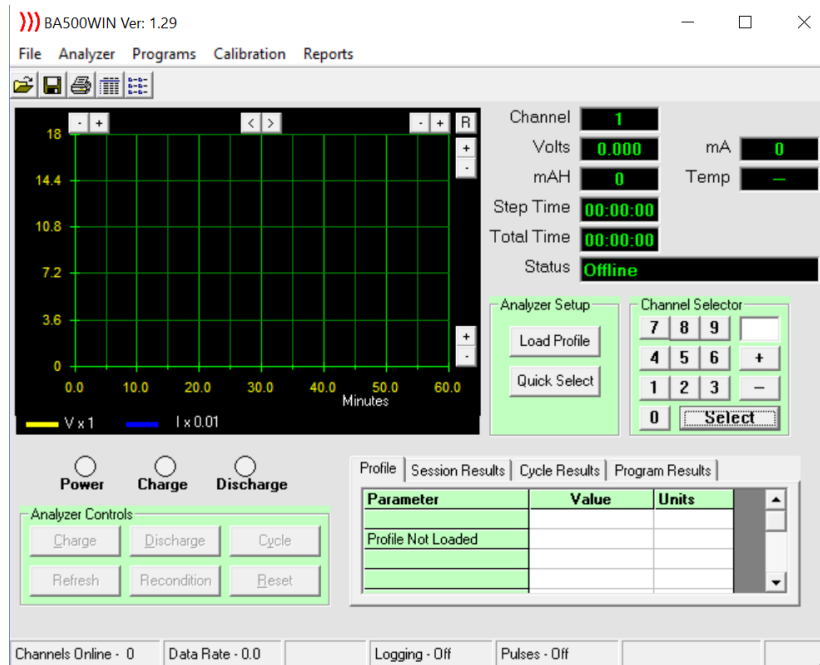 BA500WIN Ver: 1.29
File Analyzer Programs Calibration Reports
- + < > - + R
18
14.4
10.8
7.2
3.6
0
+
-
+
-
0.0 10.0 20.0 30.0 40.0 50.0 60.0
Minutes
V x 1 I x 0.01
Channel 1
Volts 0.000 mA 0
mAH 0 Temp ---
Step Time 00:00:00
Total Time 00:00:00
Status Offline
Analyzer Setup
Load Profile
Quick Select
Channel Selector
7 8 9
4 5 6 +
1 2 3 -
0 Select
Power Charge Discharge
Analyzer Controls
Charge Discharge Cycle
Refresh Recondition Reset
Profile Session Results Cycle Results Program Results
Parameter Value Units
Profile Not Loaded
Channels Online - 0 Data Rate - 0.0 Logging - Off Pulses - Off